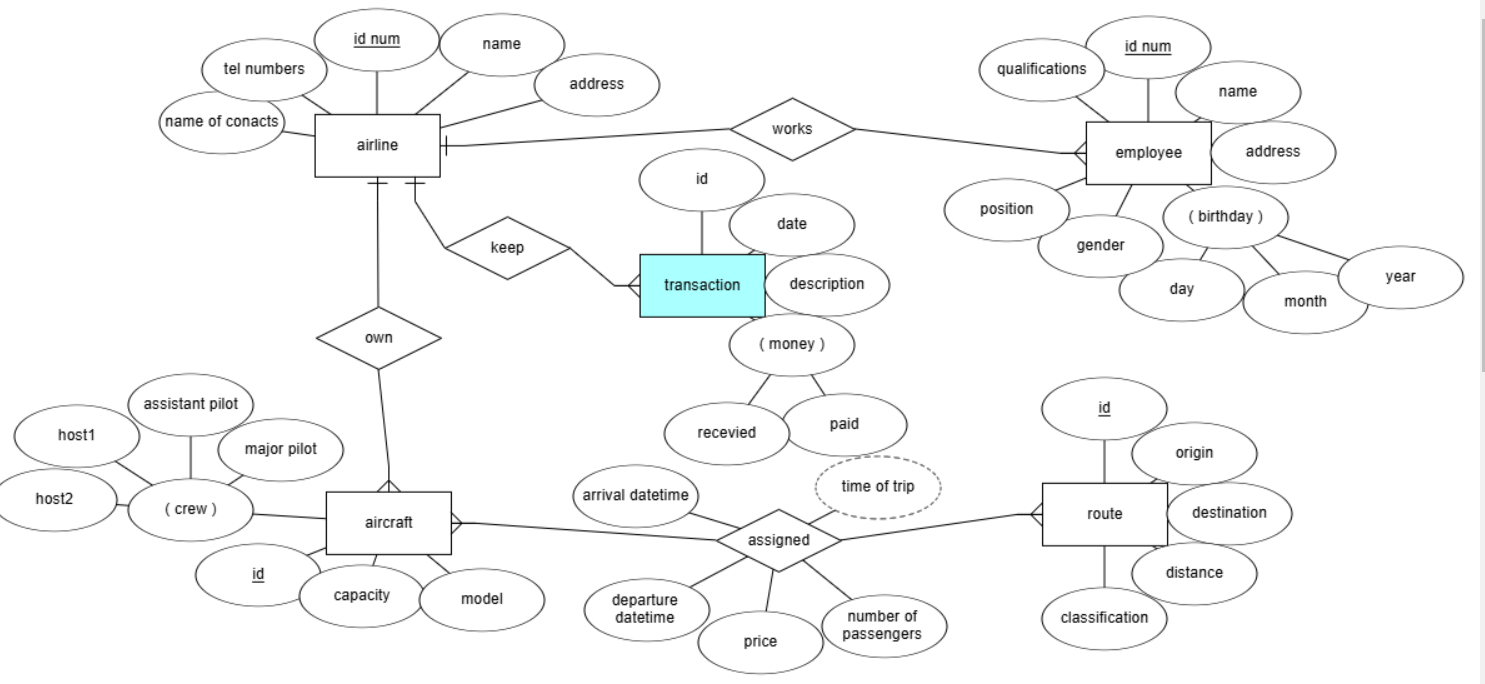 id num
name
tel numbers
address
name of conacts
airline
works
qualifications
id num
name
employee
address
position
gender
( birthday )
day
month
year
id
date
keep
transaction
description
( money )
recevied
paid
own
assistant pilot
host1
major pilot
host2
( crew )
aircraft
id
capacity
model
arrival datetime
time of trip
assigned
departure
datetime
price
number of
passengers
id
origin
route
destination
distance
classification